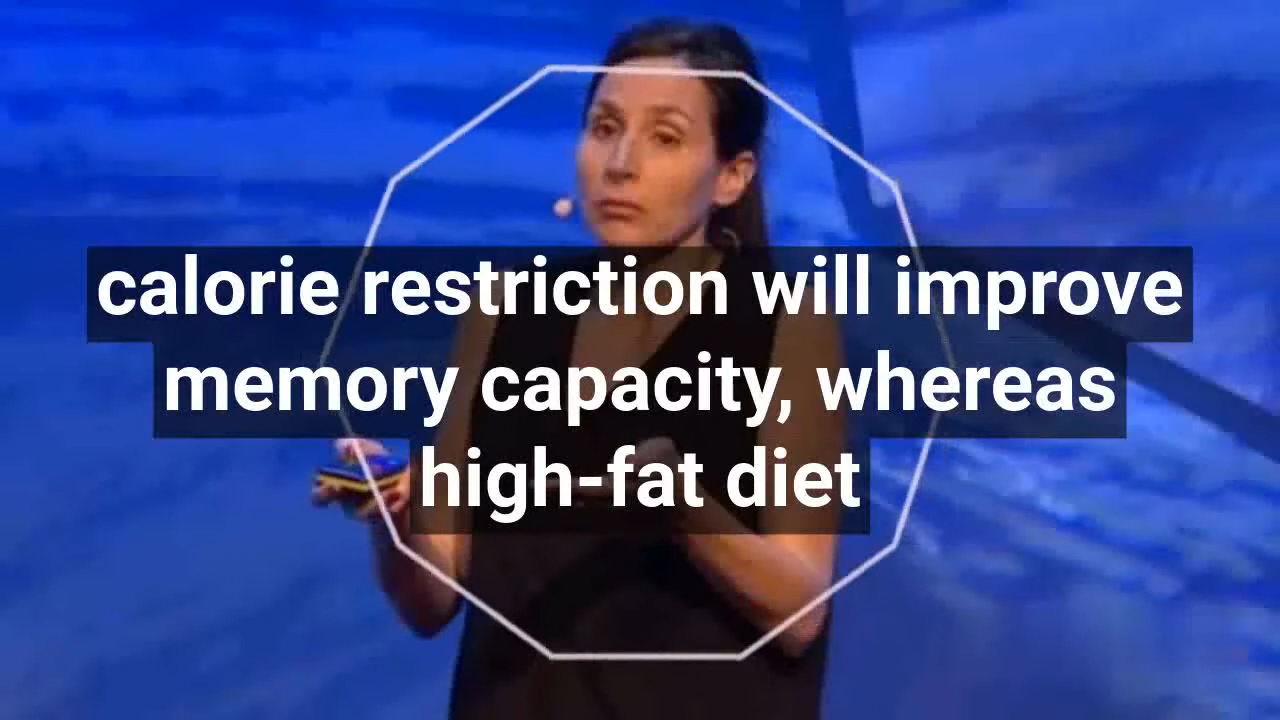 calorie restriction will improve
memory capacity, whereas
high-fat diet